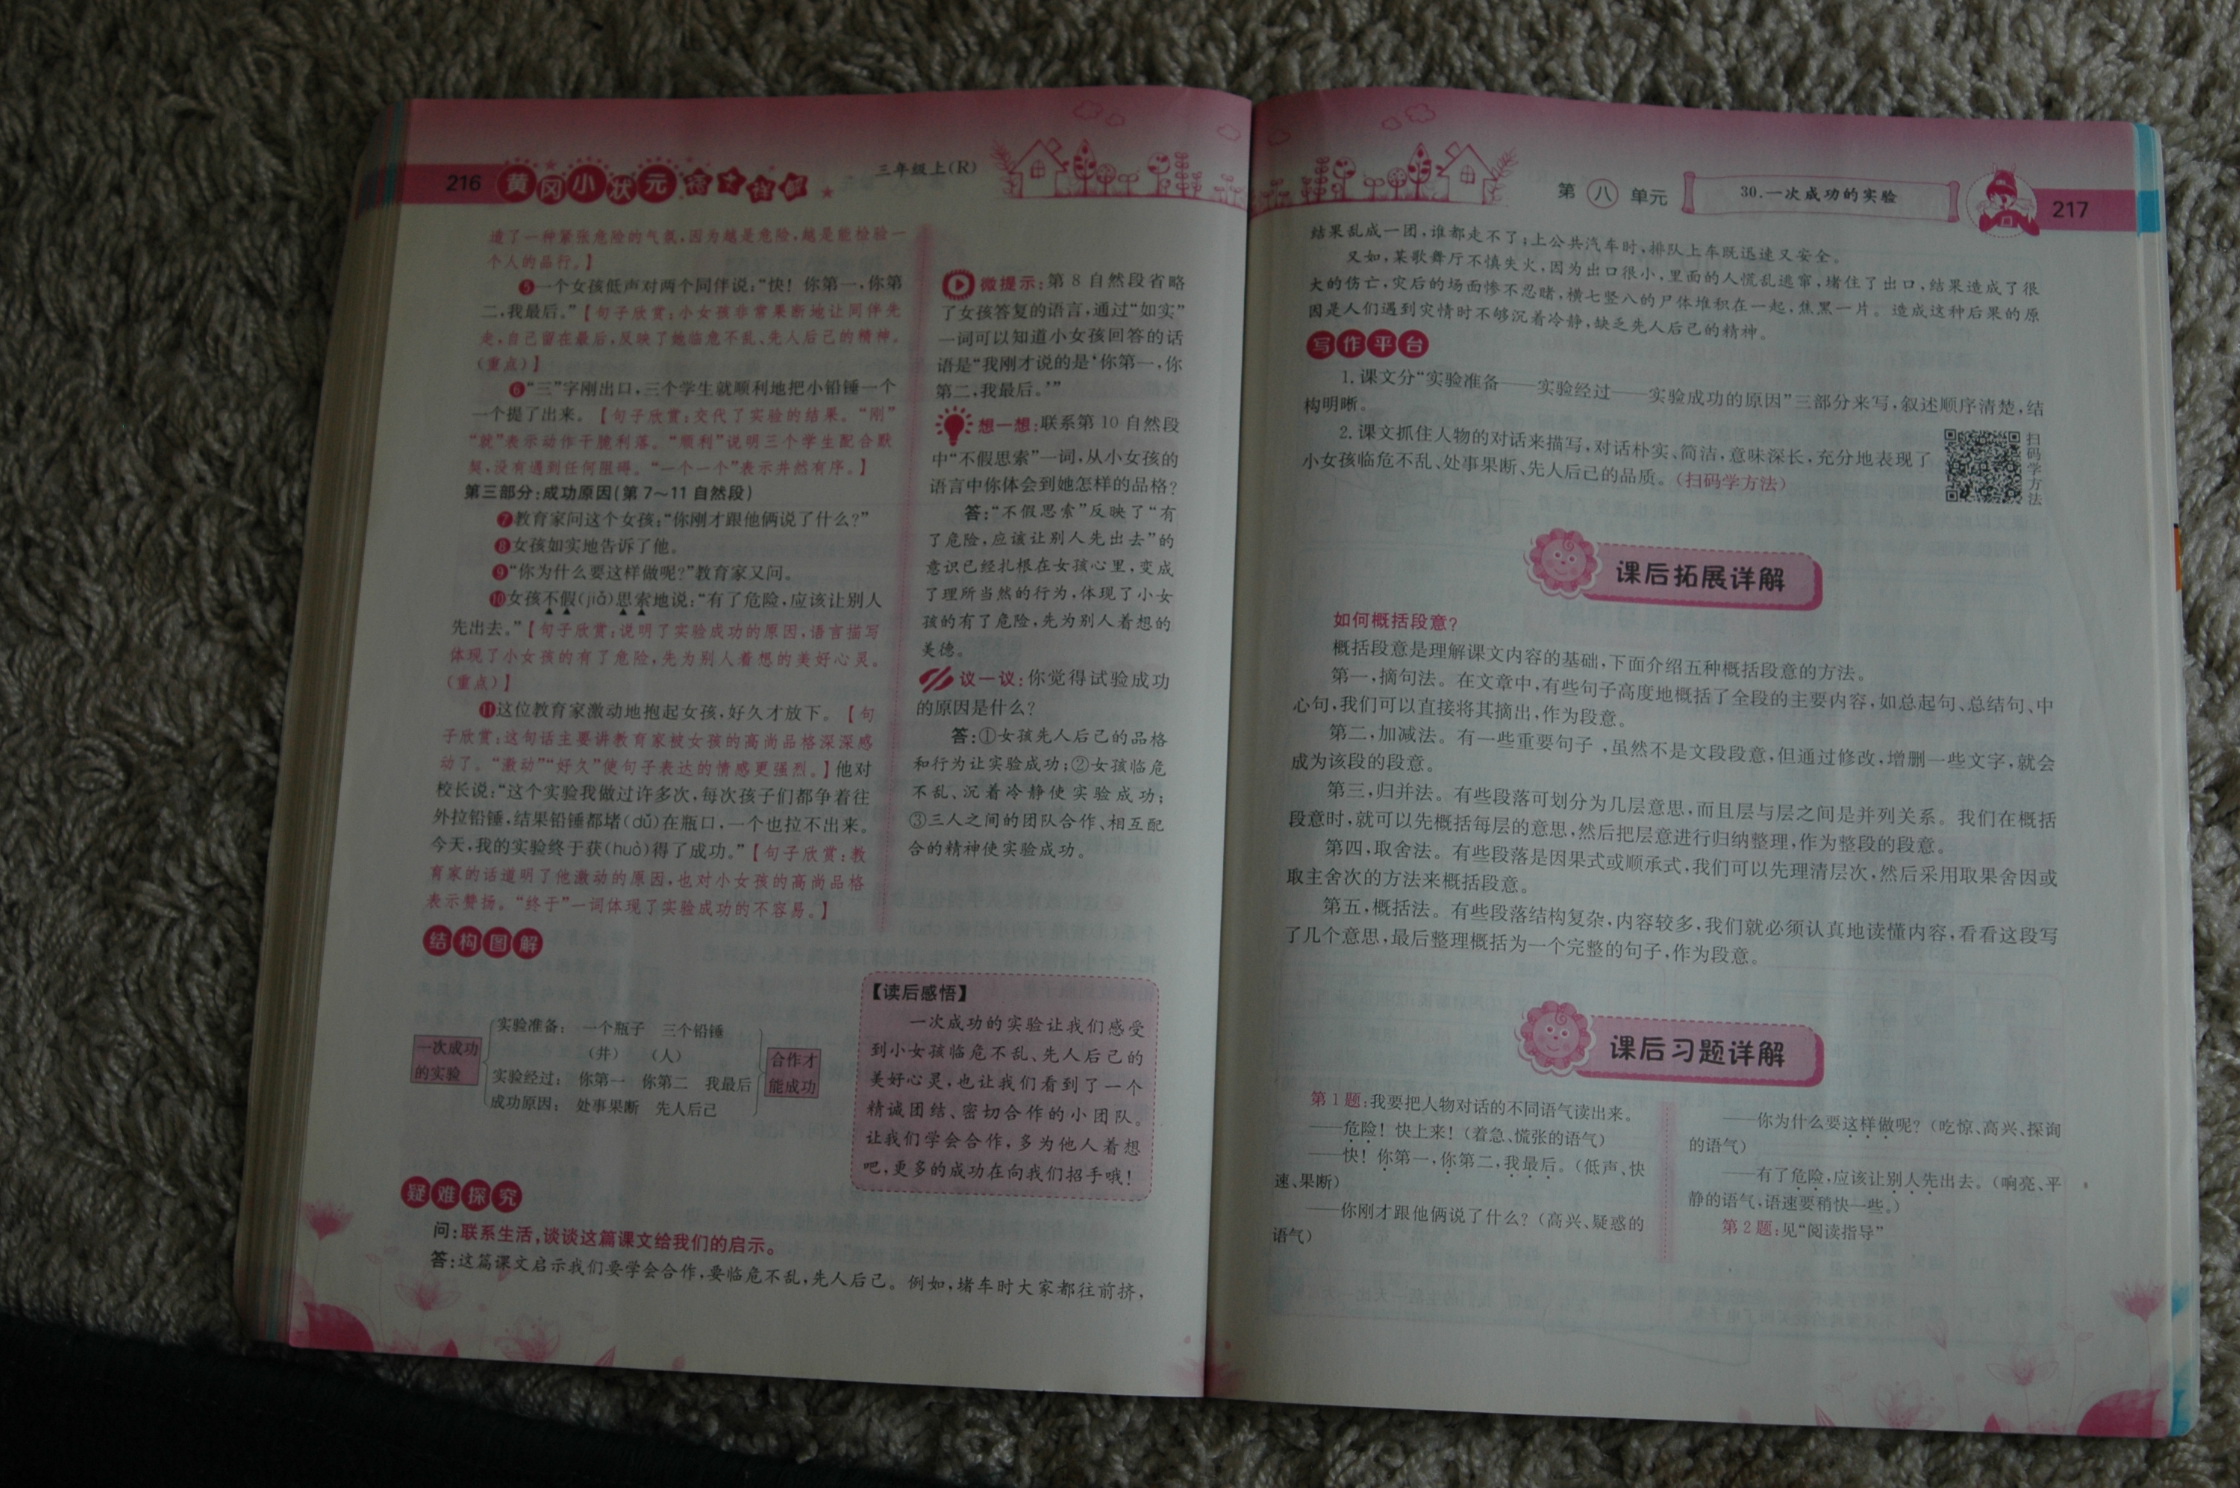 216
黄冈小状元
三年级上(R)
个人的品行。】
❺一个女孩低声对两个同伴说:“快!你第一,你第
二,我最后。”【句子欣赏:小女孩非常果断地让同伴先
走,自己留在最后,反映了她临危不乱、先人后己的精神。
(重点)】
❻“三”字刚出口,三个学生就顺利地把小铅锤一个
一个提了出来。【句子欣赏:交代了实验的结果。“刚”
“就”表示动作干脆利落。“顺利”说明三个学生配合默
契,没有遇到任何阻碍。“一个一个”表示井然有序。】
第三部分:成功原因(第7~11自然段)
❼教育家问这个女孩:“你刚才跟他俩说了什么?”
❽女孩如实地告诉了他。
❾“你为什么要这样做呢?”教育家又问。
❿女孩不假(jiǎ)思索地说:“有了危险,应该让别人
先出去。”【句子欣赏:说明了实验成功的原因,语言描写
体现了小女孩的有了危险,先为别人着想的美好心灵。
(重点)】
⓫这位教育家激动地抱起女孩,好久才放下。【句
子欣赏:这句话主要讲教育家被女孩的高尚品格深深感
动了。“激动”“好久”使句子表达的情感更强烈。】他对
校长说:“这个实验我做过许多次,每次孩子们都争着往
外拉铅锤,结果铅锤都堵(dǔ)在瓶口,一个也拉不出来。
今天,我的实验终于获(huò)得了成功。”【句子欣赏:教
育家的话道明了他激动的原因,也对小女孩的高尚品格
表示赞扬。“终于”一词体现了实验成功的不容易。】
微提示:第8自然段省略
了女孩答复的语言,通过“如实”
一词可以知道小女孩回答的话
语是“我刚才说的是‘你第一,你
第二,我最后。’”
想一想:联系第10自然段
中“不假思索”一词,从小女孩的
语言中你体会到她怎样的品格?
答:“不假思索”反映了“有
了危险,应该让别人先出去”的
意识已经扎根在女孩心里,变成
了理所当然的行为,体现了小女
孩的有了危险,先为别人着想的
美德。
议一议:你觉得试验成功
的原因是什么?
答:①女孩先人后己的品格
和行为让实验成功;②女孩临危
不乱、沉着冷静使实验成功;
③三人之间的团队合作、相互配
合的精神使实验成功。
结构图解
一次成功
的实验
实验准备: 一个瓶子 三个铅锤
(井) (人)
实验经过: 你第一 你第二 我最后
成功原因: 处事果断 先人后己
合作才
能成功
【读后感悟】
一次成功的实验让我们感受
到小女孩临危不乱、先人后己的
美好心灵,也让我们看到了一个
精诚团结、密切合作的小团队。
让我们学会合作,多为他人着想
吧,更多的成功在向我们招手哦!
疑难探究
问:联系生活,谈谈这篇课文给我们的启示。
答:这篇课文启示我们要学会合作,要临危不乱,先人后己。例如,堵车时大家都往前挤,
第八单元
30.一次成功的实验
217
结果乱成一团,谁都走不了;上公共汽车时,排队上车既迅速又安全。
又如,某歌舞厅不慎失火,因为出口很小,里面的人慌乱逃窜,堵住了出口,结果造成了很
大的伤亡,灾后的场面惨不忍睹,横七竖八的尸体堆积在一起,焦黑一片。造成这种后果的原
因是人们遇到灾情时不够沉着冷静,缺乏先人后己的精神。
写作平台
1.课文分“实验准备——实验经过——实验成功的原因”三部分来写,叙述顺序清楚,结
构明晰。
2.课文抓住人物的对话来描写,对话朴实、简洁,意味深长,充分地表现了
小女孩临危不乱、处事果断、先人后己的品质。(扫码学方法)
扫码学方法
课后拓展详解
如何概括段意?
概括段意是理解课文内容的基础,下面介绍五种概括段意的方法。
第一,摘句法。在文章中,有些句子高度地概括了全段的主要内容,如总起句、总结句、中
心句,我们可以直接将其摘出,作为段意。
第二,加减法。有一些重要句子,虽然不是文段段意,但通过修改,增删一些文字,就会
成为该段的段意。
第三,归并法。有些段落可划分为几层意思,而且层与层之间是并列关系。我们在概括
段意时,就可以先概括每层的意思,然后把层意进行归纳整理,作为整段的段意。
第四,取舍法。有些段落是因果式或顺承式,我们可以先理清层次,然后采用取果舍因或
取主舍次的方法来概括段意。
第五,概括法。有些段落结构复杂,内容较多,我们就必须认真地读懂内容,看看这段写
了几个意思,最后整理概括为一个完整的句子,作为段意。
课后习题详解
第1题:我要把人物对话的不同语气读出来。
——危险!快上来!(着急、慌张的语气)
——快!你第一,你第二,我最后。(低声、快
速、果断)
——你刚才跟他俩说了什么?(高兴、疑惑的
语气)
——你为什么要这样做呢?(吃惊、高兴、探询
的语气)
——有了危险,应该让别人先出去。(响亮、平
静的语气,语速要稍快一些。)
第2题:见“阅读指导”